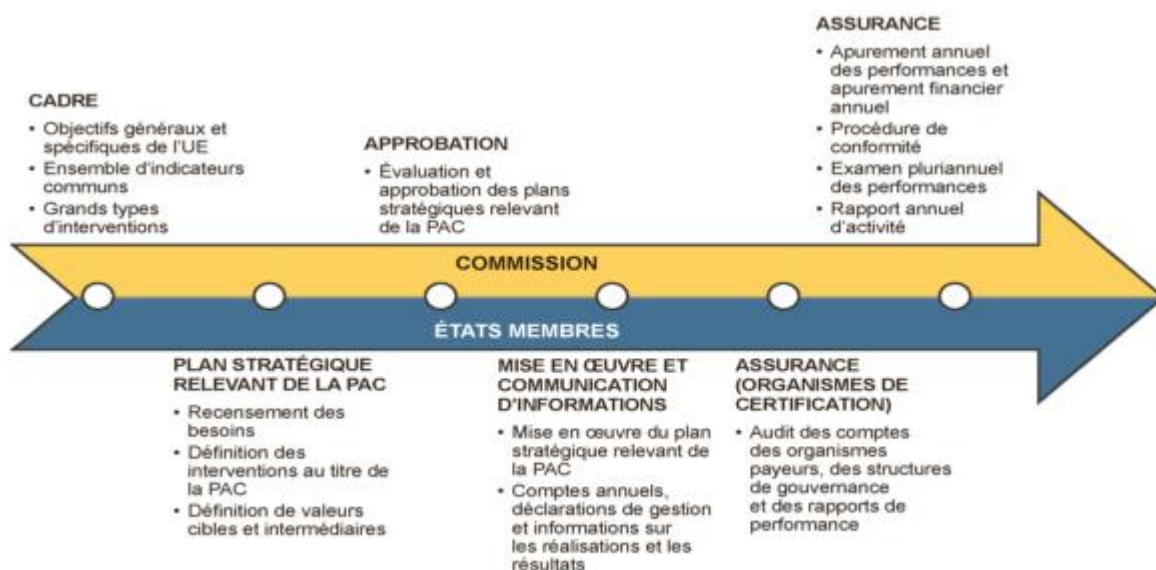 CADRE
• Objectifs généraux et
spécifiques de l'UE
• Ensemble d'indicateurs
communs
• Grands types
d'interventions
APPROBATION
• Évaluation et
approbation des plans
stratégiques relevant
de la PAC
ASSURANCE
• Apurement annuel
des performances et
apurement financier
annuel
• Procédure de
conformité
• Examen pluriannuel
des performances
• Rapport annuel
d'activité
COMMISSION
ÉTATS MEMBRES
PLAN STRATÉGIQUE
RELEVANT DE LA PAC
• Recensement des
besoins
• Définition des
interventions au titre de
la PAC
• Définition de valeurs
cibles et intermédiaires
MISE EN ŒUVRE ET
COMMUNICATION
D'INFORMATIONS
• Mise en œuvre du plan
stratégique relevant de
la PAC
• Comptes annuels,
déclarations de gestion
et informations sur
les réalisations et les
résultats
ASSURANCE
(ORGANISMES DE
CERTIFICATION)
• Audit des comptes
des organismes
payeurs, des structures
de gouvernance
et des rapports de
performance